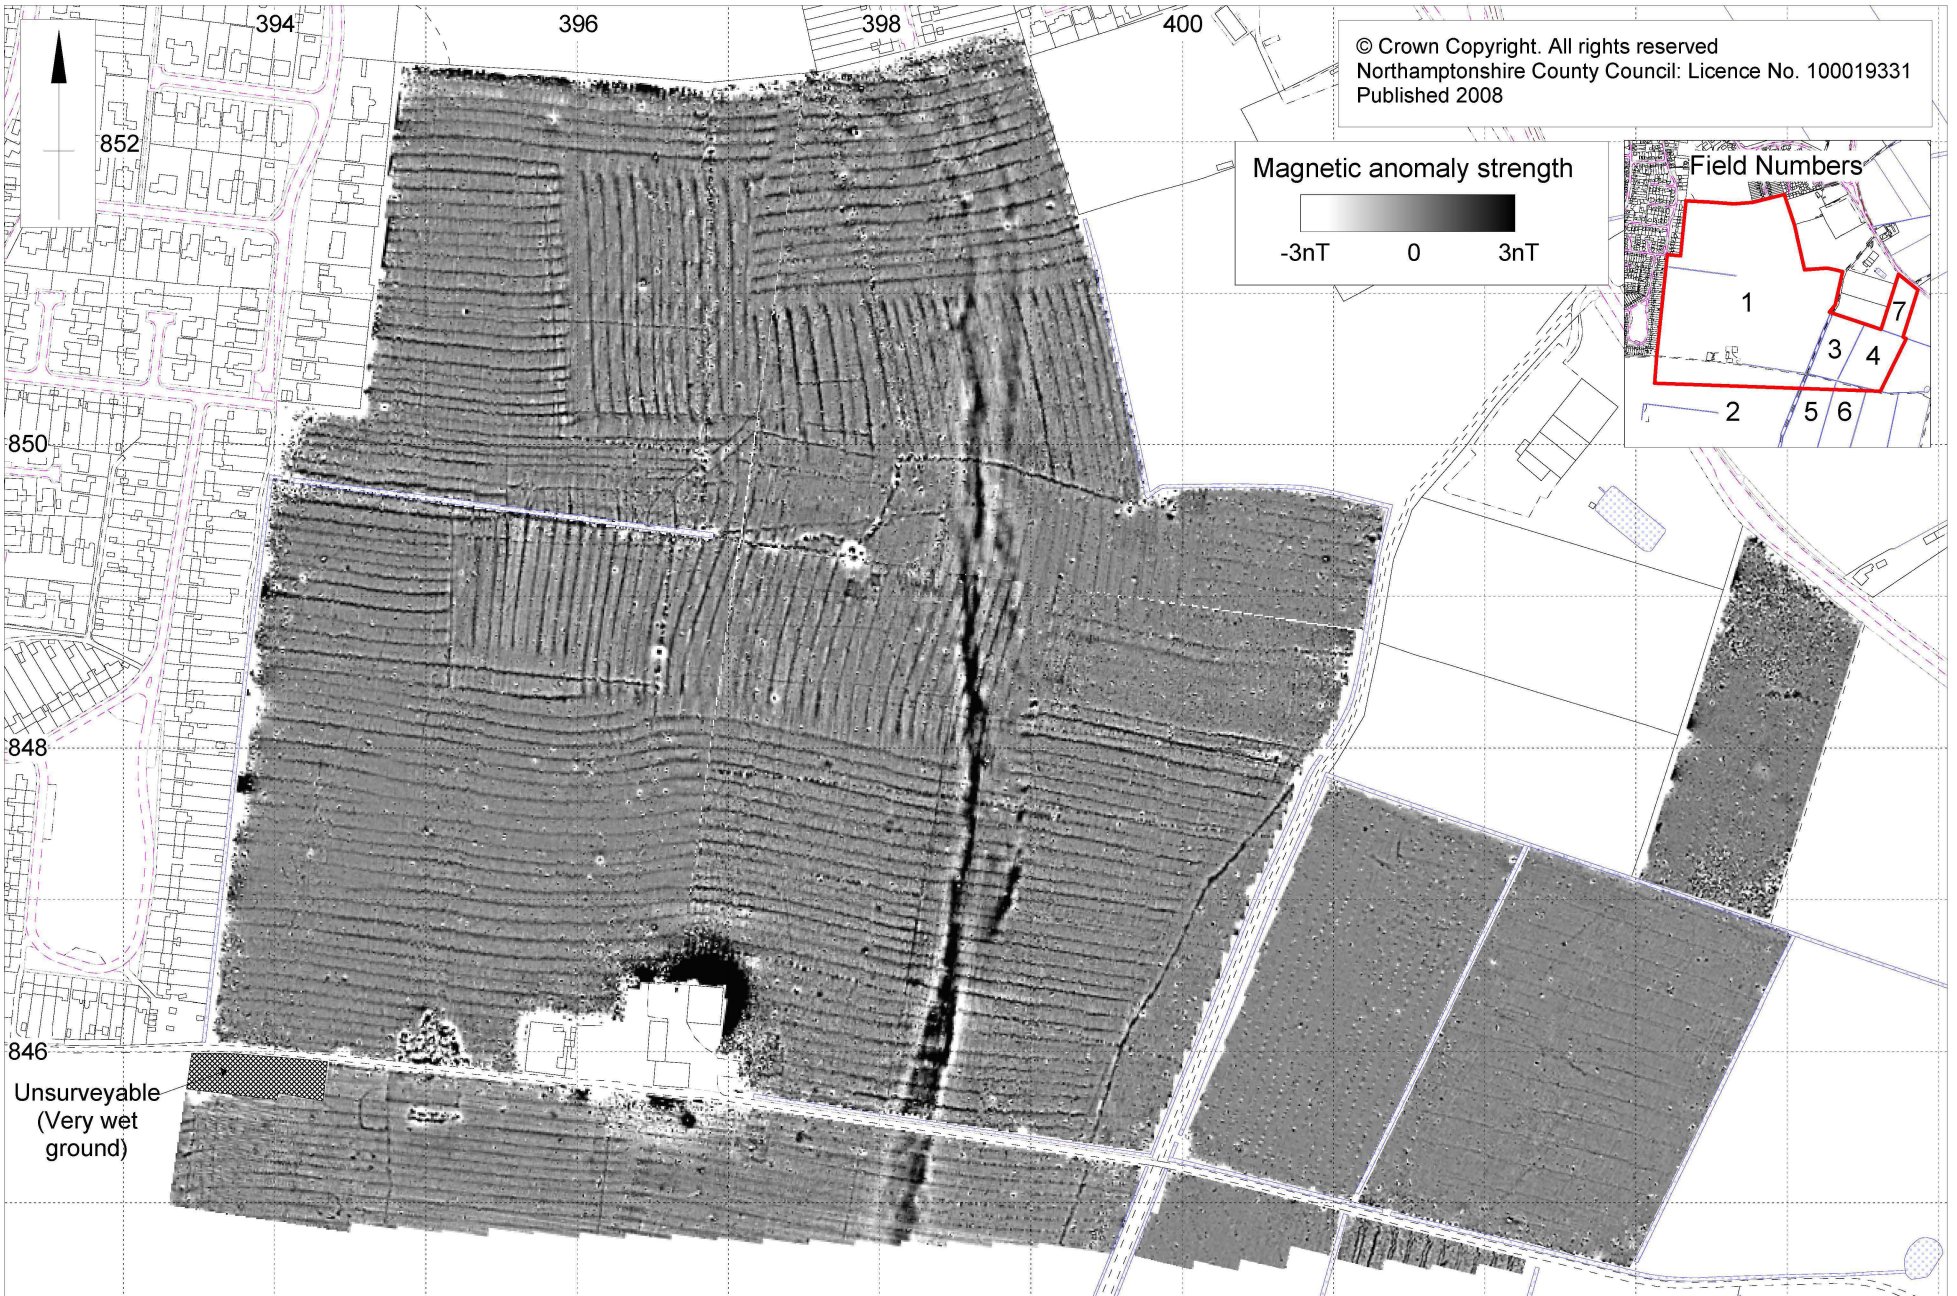 394
396
398
400
© Crown Copyright. All rights reserved
Northamptonshire County Council: Licence No. 100019331
Published 2008
852
Magnetic anomaly strength
-3nT
0
3nT
Field Numbers
1
7
3
4
2
5
6
850
848
846
Unsurveyable
(Very wet
ground)